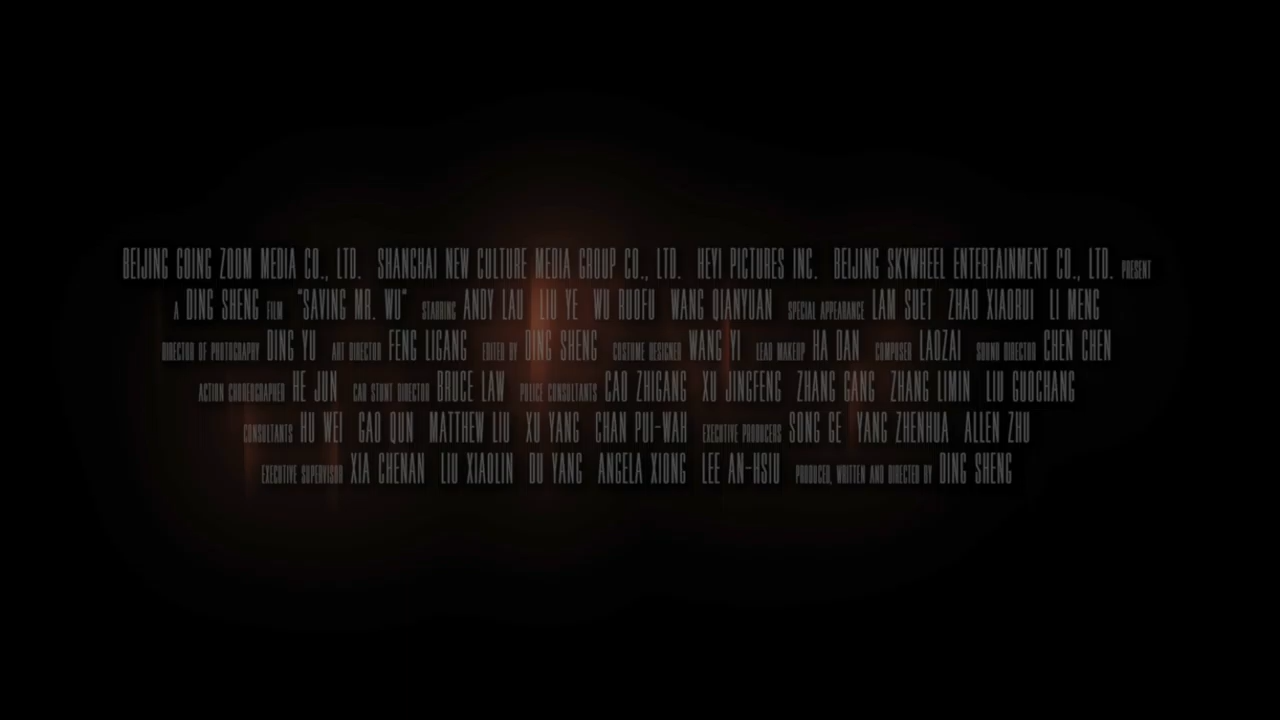 BEIJING GOING ZOOM MEDIA CO., LTD. SHANGHAI NEW CULTURE MEDIA GROUP CO., LTD. HEYI PICTURES INC. BEIJING SKYWHEEL ENTERTAINMENT CO., LTD. PRESENT
A DING SHENG FILM "SAVING MR. WU" STARRING ANDY LAU LIU YE WU RUOFU WANG QIANYUAN SPECIAL APPEARANCE LAM SUET ZHAO XIAORUI LI MENG
DIRECTOR OF PHOTOGRAPHY DING YU ART DIRECTOR FENG LIGANG EDITED BY DING SHENG COSTUME DESIGNER WANG YI LEAD MAKEUP HA DAN COMPOSER LAOZAI SOUND DIRECTOR CHEN CHEN
ACTION CHOREOGRAPHER HE JUN CAR STUNT DIRECTOR BRUCE LAW POLICE CONSULTANTS CAO ZHIGANG XU JINGFENG ZHANG GANG ZHANG LIMIN LIU GUOCHANG
CONSULTANTS HU WEI GAO QUN MATTHEW LIU XU YANG CHAN PUI-WAH EXECUTIVE PRODUCERS SONG GE YANG ZHENHUA ALLEN ZHU
EXECUTIVE SUPERVISOR XIA CHENAN LIU XIAOLIN DU YANG ANGELA XIONG LEE AN-HSIU PRODUCER, WRITTEN AND DIRECTED BY DING SHENG